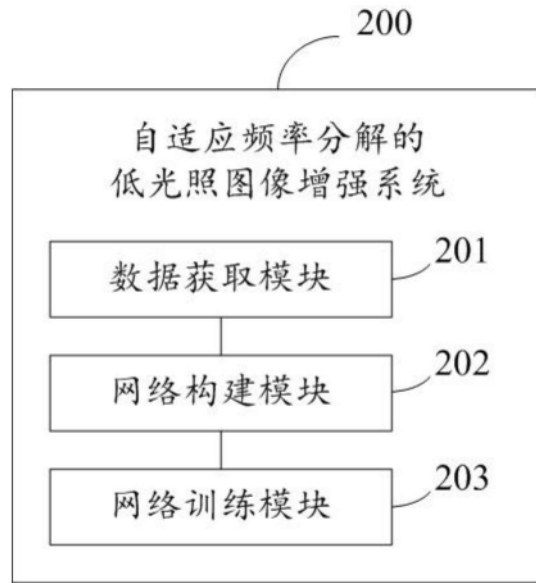 200
自适应频率分解的
低光照图像增强系统
数据获取模块
201
网络构建模块
202
网络训练模块
203